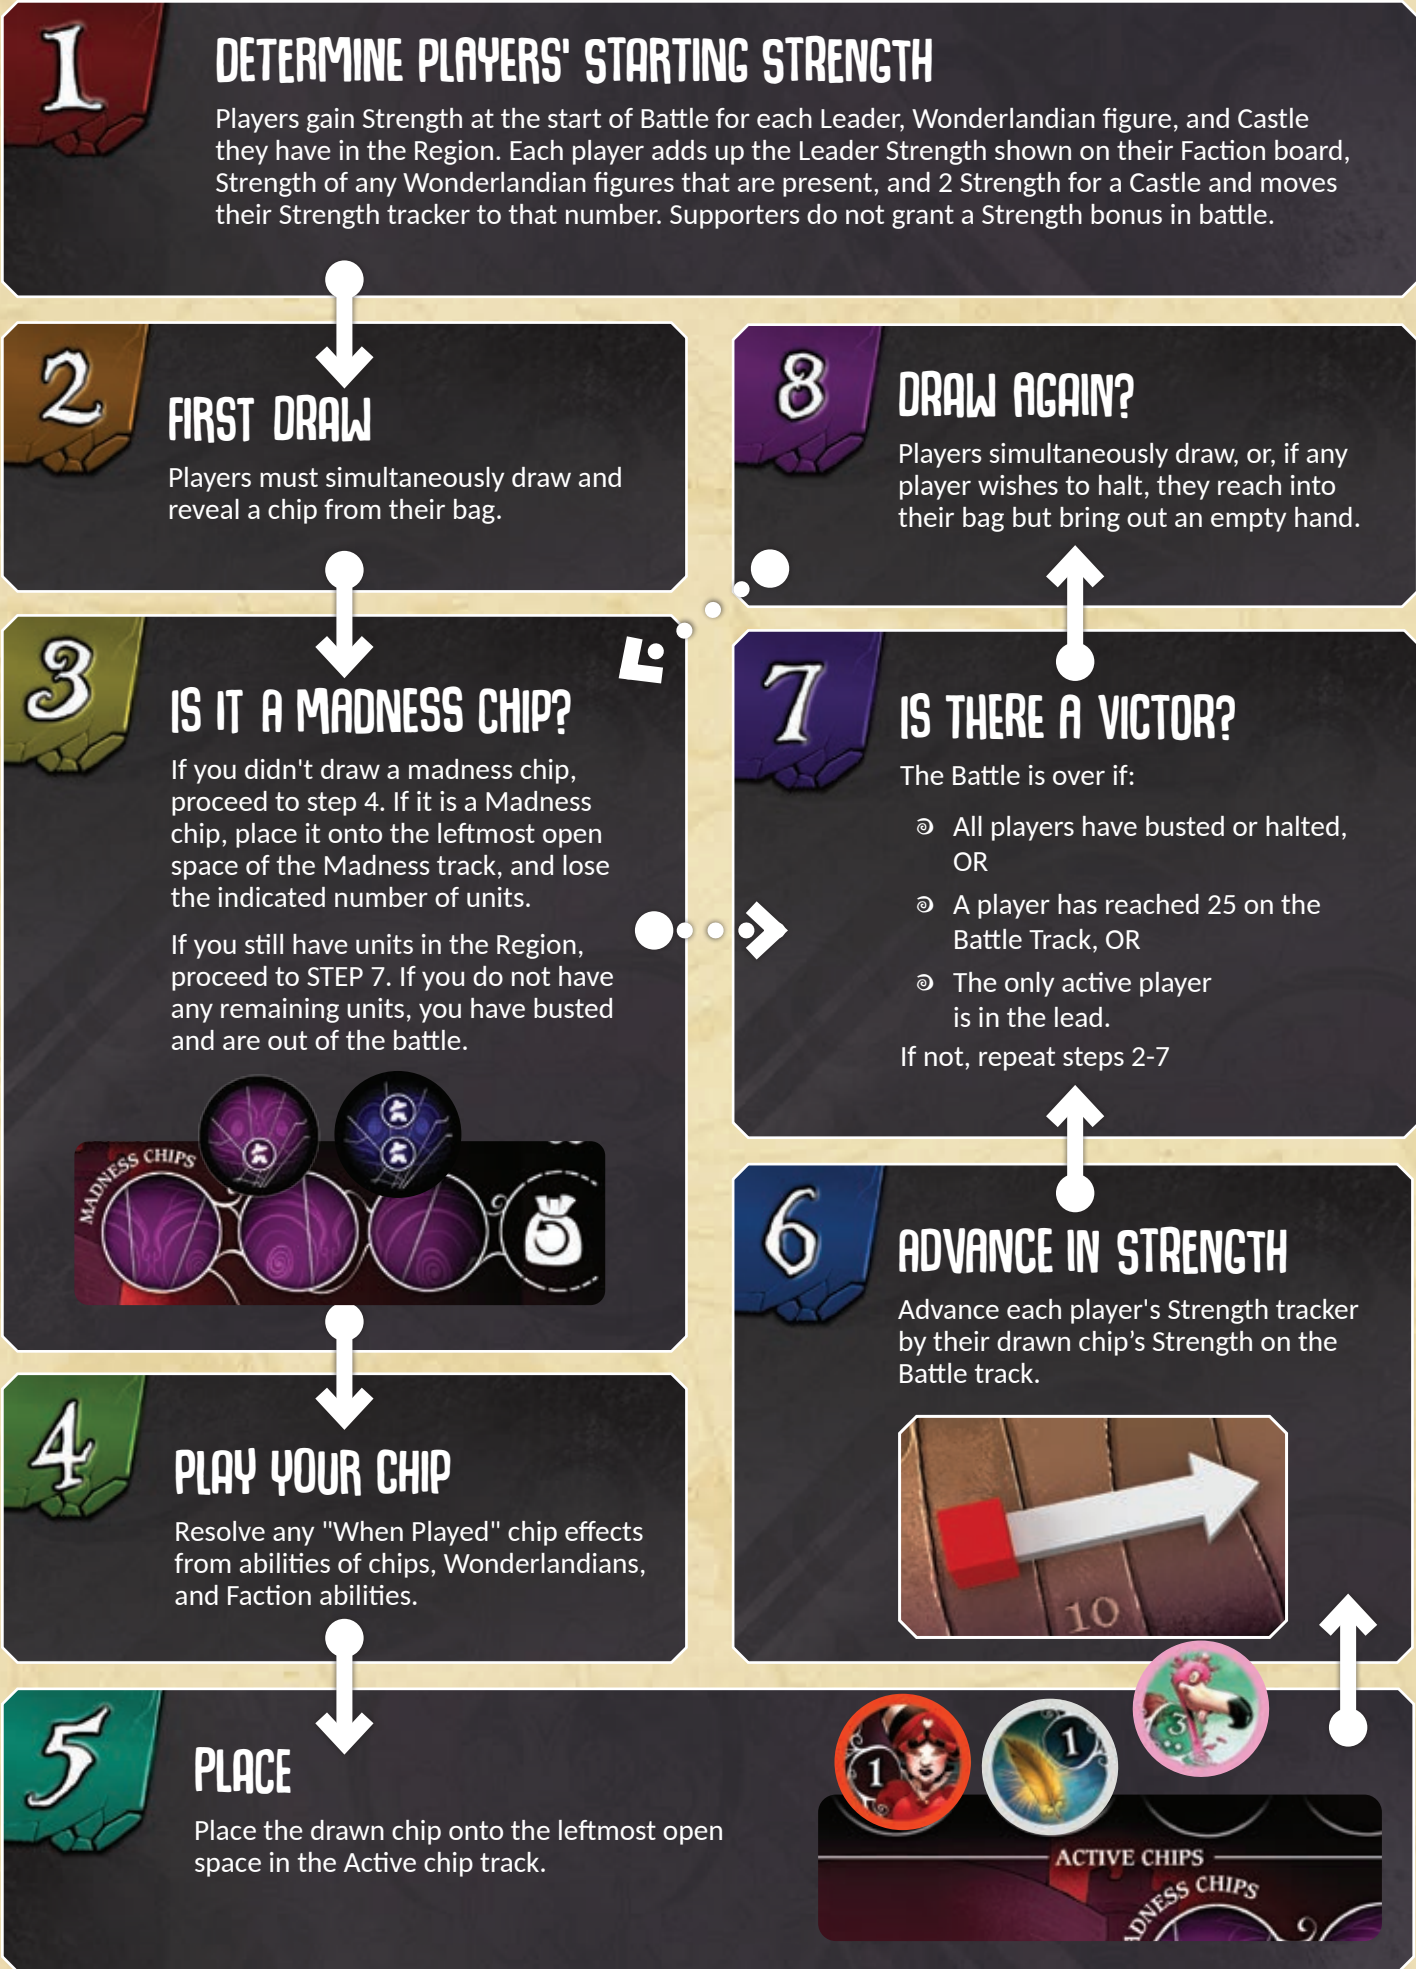 1
DETERMINE PLAYERS' STARTING STRENGTH
Players gain Strength at the start of Battle for each Leader, Wonderlandian figure, and Castle
they have in the Region. Each player adds up the Leader Strength shown on their Faction board,
Strength of any Wonderlandian figures that are present, and 2 Strength for a Castle and moves
their Strength tracker to that number. Supporters do not grant a Strength bonus in battle.
2
FIRST DRAW
Players must simultaneously draw and
reveal a chip from their bag.
3
IS IT A MADNESS CHIP?
If you didn't draw a madness chip,
proceed to step 4. If it is a Madness
chip, place it onto the leftmost open
space of the Madness track, and lose
the indicated number of units.
If you still have units in the Region,
proceed to STEP 7. If you do not have
any remaining units, you have busted
and are out of the battle.
MADNESS CHIPS
4
PLAY YOUR CHIP
Resolve any "When Played" chip effects
from abilities of chips, Wonderlandians,
and Faction abilities.
5
PLACE
Place the drawn chip onto the leftmost open
space in the Active chip track.
1
1
3
ACTIVE CHIPS
ADNESS CHIPS
6
ADVANCE IN STRENGTH
Advance each player's Strength tracker
by their drawn chip’s Strength on the
Battle track.
10
7
IS THERE A VICTOR?
The Battle is over if:
All players have busted or halted,
OR
A player has reached 25 on the
Battle Track, OR
The only active player
is in the lead.
If not, repeat steps 2-7
8
DRAW AGAIN?
Players simultaneously draw, or, if any
player wishes to halt, they reach into
their bag but bring out an empty hand.